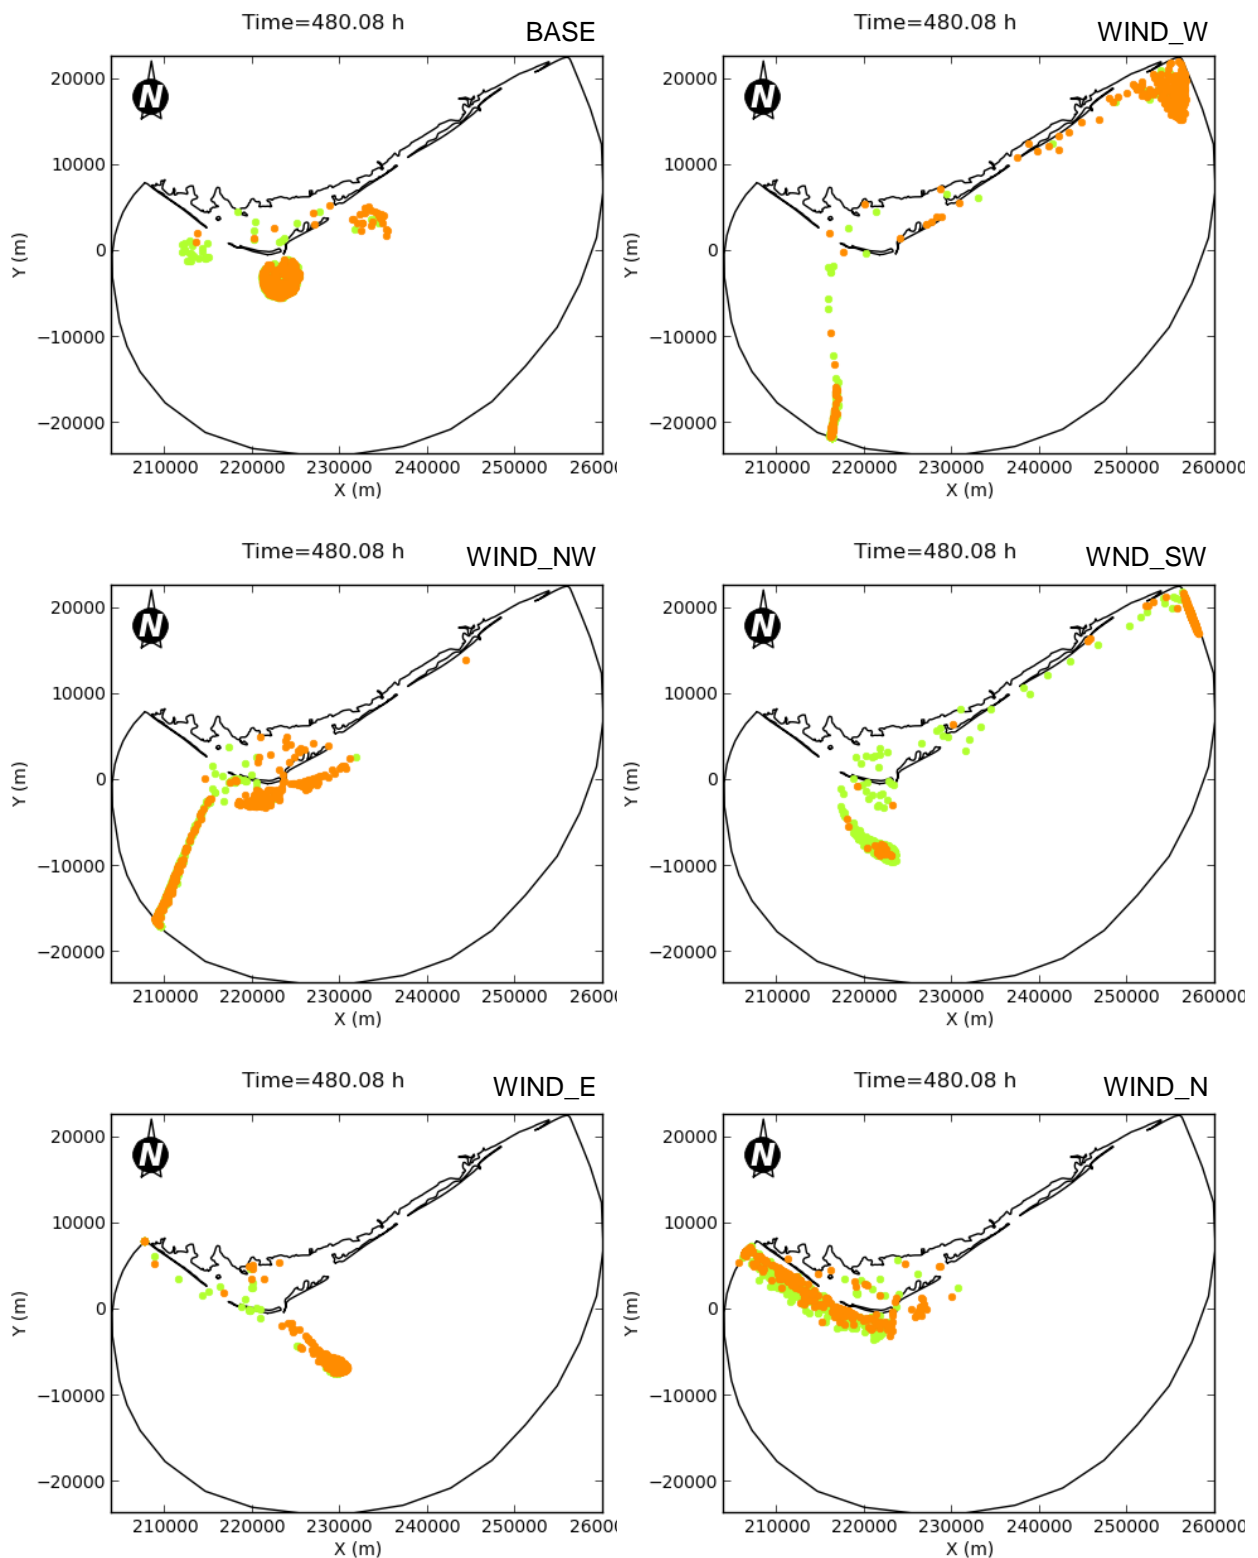 Time=480.08 h BASE
20000
10000
0
−10000
−20000
Y (m)
N
210000 220000 230000 240000 250000 26000(
X (m)
Time=480.08 h WIND_W
20000
10000
0
−10000
−20000
Y (m)
N
210000 220000 230000 240000 250000 260000
X (m)
Time=480.08 h WIND_NW
20000
10000
0
−10000
−20000
Y (m)
N
210000 220000 230000 240000 250000 26000(
X (m)
Time=480.08 h WND_SW
20000
10000
0
−10000
−20000
Y (m)
N
210000 220000 230000 240000 250000 260000
X (m)
Time=480.08 h WIND_E
20000
10000
0
−10000
−20000
Y (m)
N
210000 220000 230000 240000 250000 26000(
X (m)
Time=480.08 h WIND_N
20000
10000
0
−10000
−20000
Y (m)
N
210000 220000 230000 240000 250000 260000
X (m)